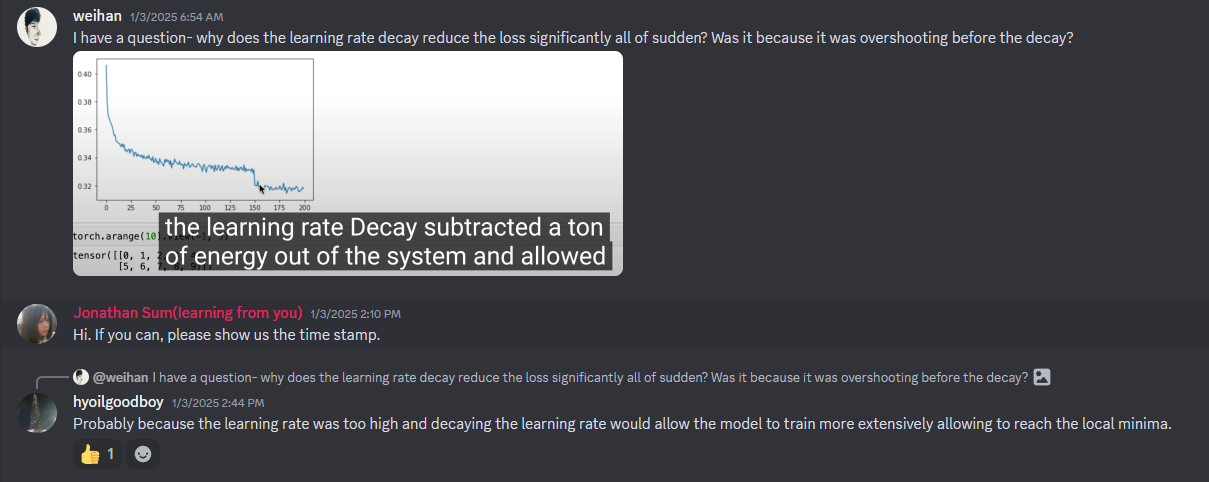 weihan 1/3/2025 6:54 AM
I have a question- why does the learning rate decay reduce the loss significantly all of sudden? Was it because it was overshooting before the decay?
0.40
0.38
0.36
0.34
0.32
0 25 50 75 100 125 150 175 200
the learning rate Decay subtracted a ton
of energy out of the system and allowed
torch.arange(10)
tensor([[0, 1, 2
[5, 6,
Jonathan Sum(learning from you) 1/3/2025 2:10 PM
Hi. If you can, please show us the time stamp.
@weihan I have a question- why does the learning rate decay reduce the loss significantly all of sudden? Was it because it was overshooting before the decay?
hyoilgoodboy 1/3/2025 2:44 PM
Probably because the learning rate was too high and decaying the learning rate would allow the model to train more extensively allowing to reach the local minima.
1